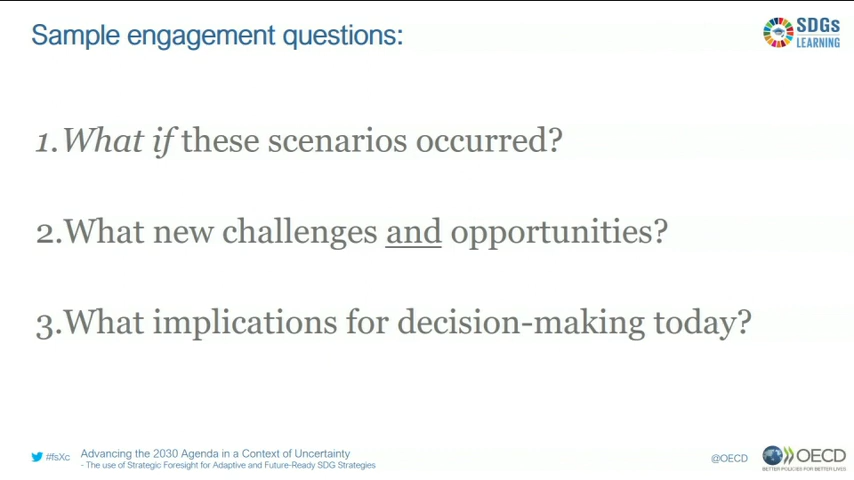 Sample engagement questions:
SDGs
LEARNING
1.What if these scenarios occurred?
2.What new challenges and opportunities?
3.What implications for decision-making today?
#fsXc
Advancing the 2030 Agenda in a Context of Uncertainty
- The use of Strategic Foresight for Adaptive and Future-Ready SDG Strategies
@OECD
OECD
BETTER POLICIES FOR BETTER LIVES